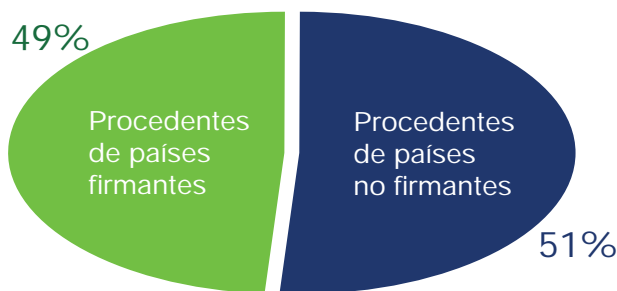 49%
Procedentes
de países
firmantes
Procedentes
de países
no firmantes
51%